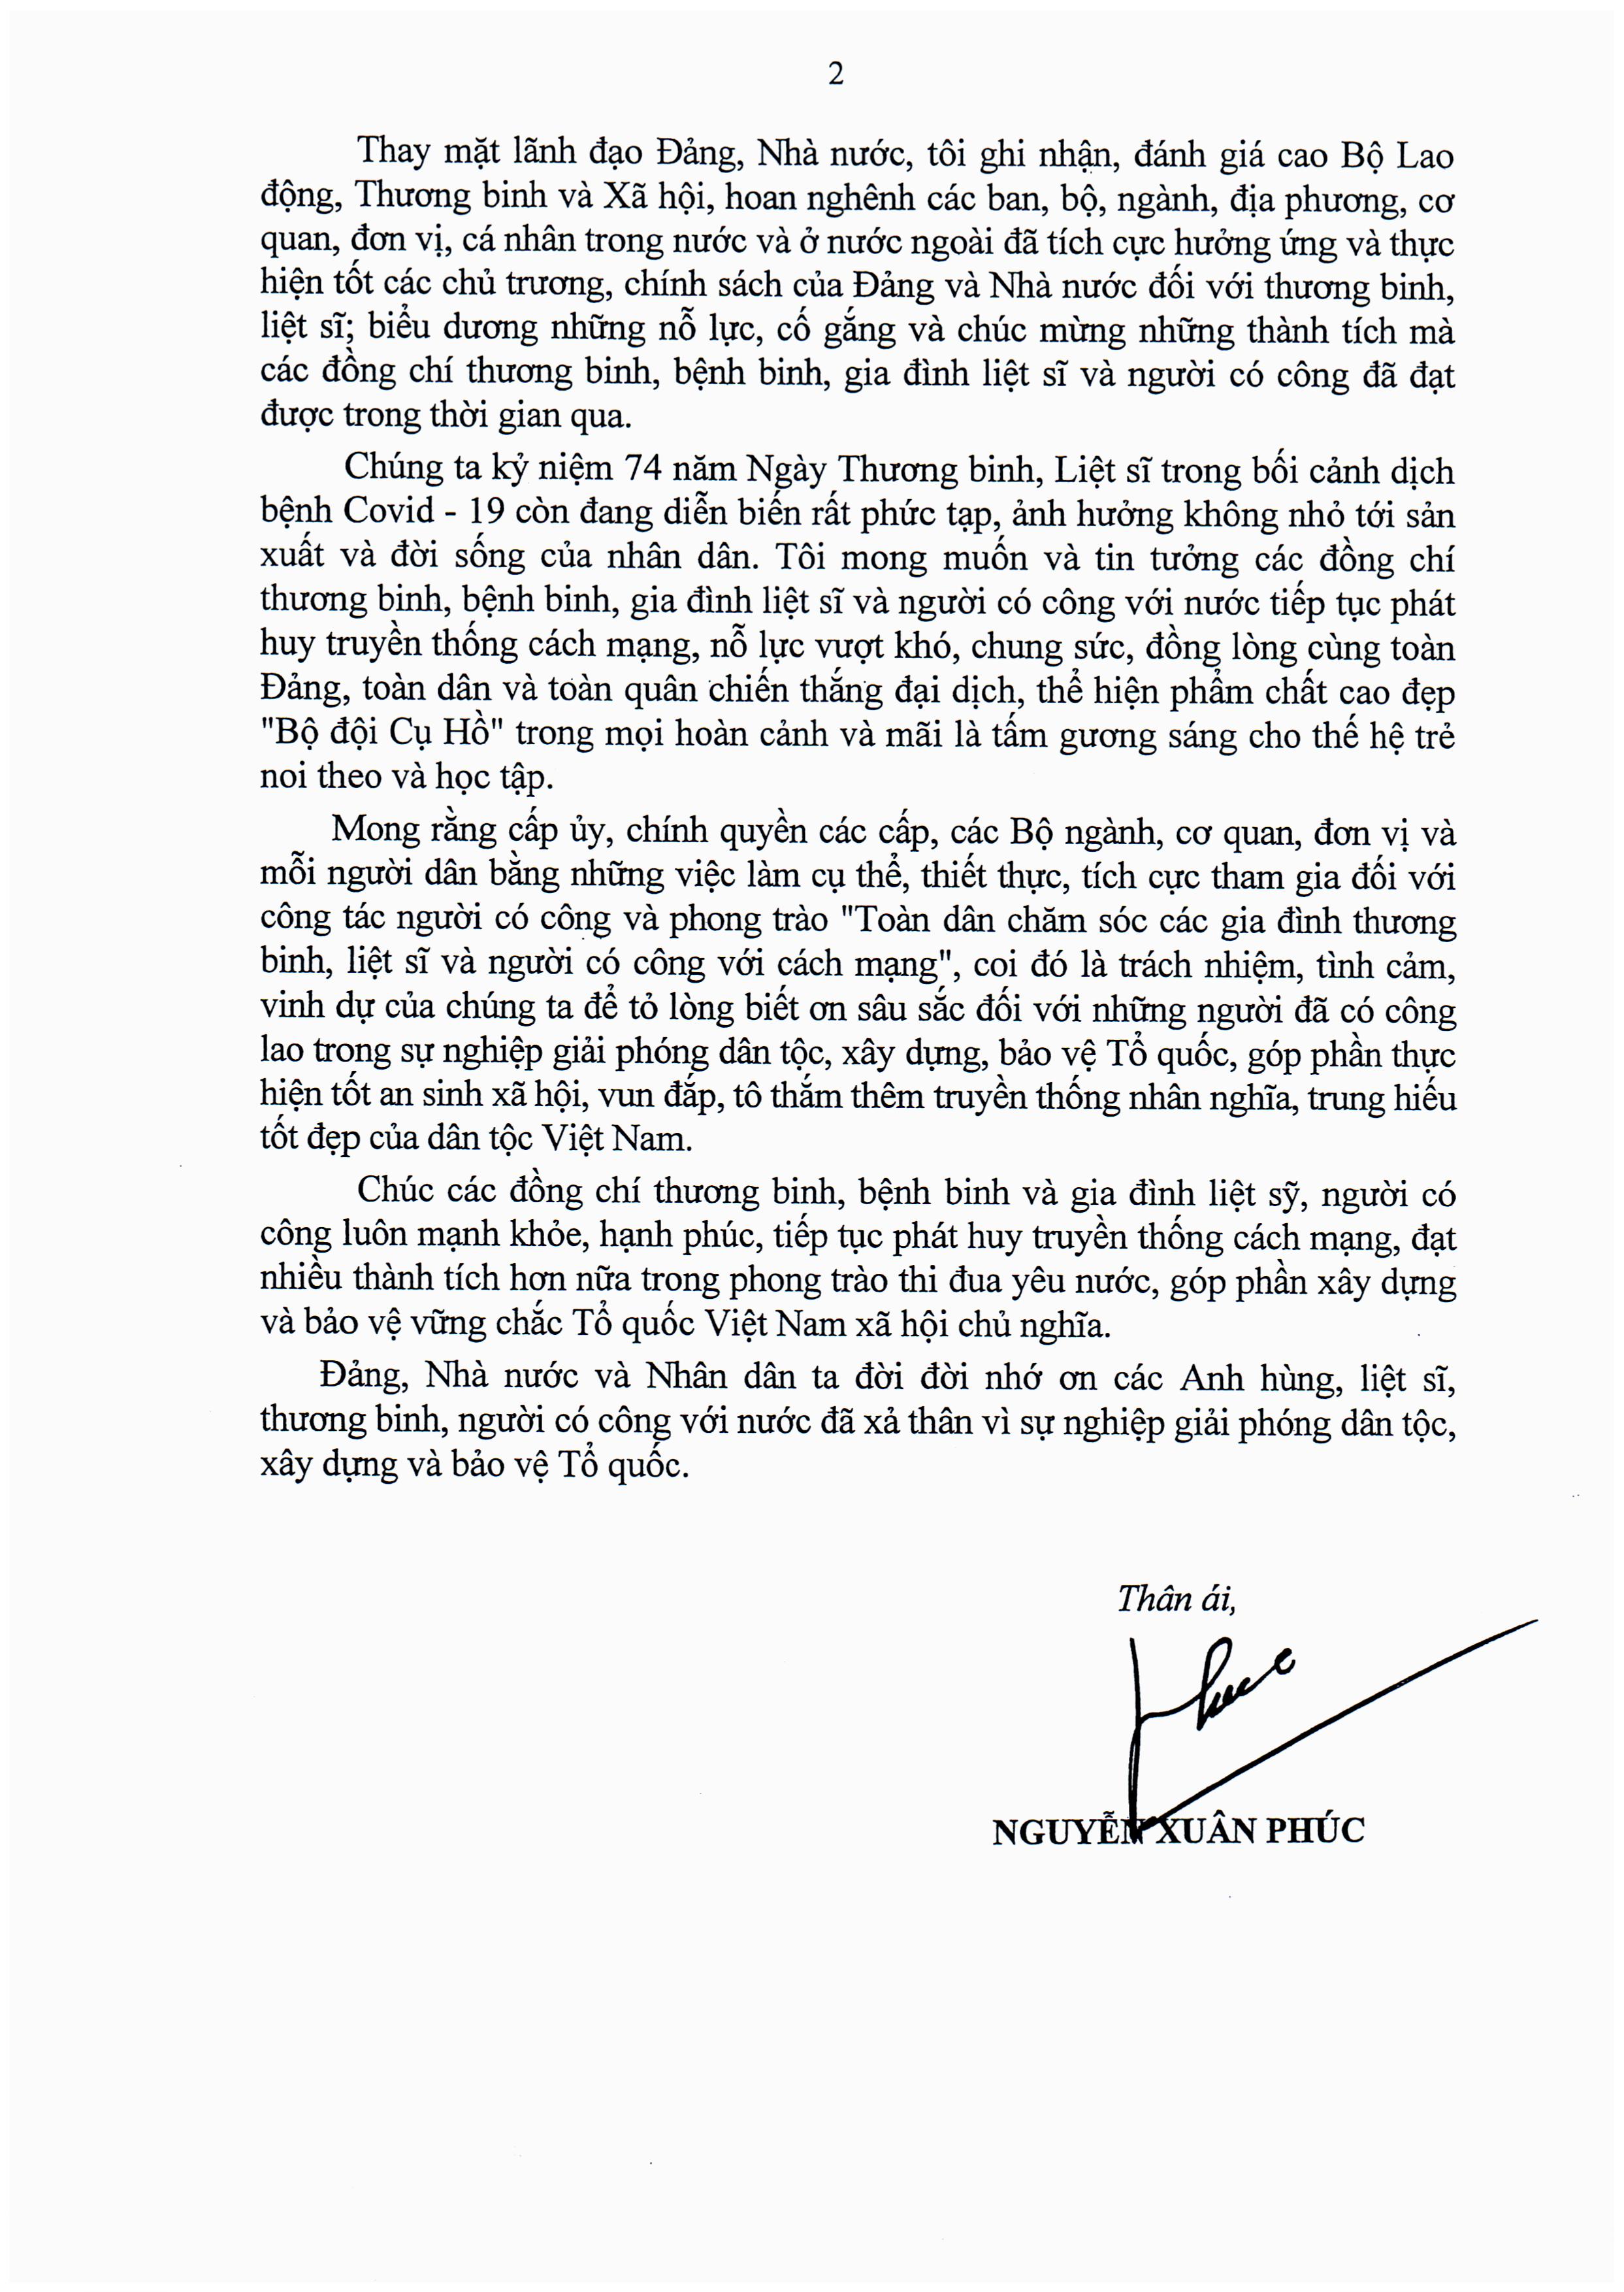 2
Thay mặt lãnh đạo Đảng, Nhà nước, tôi ghi nhận, đánh giá cao Bộ Lao
động, Thương binh và Xã hội, hoan nghênh các ban, bộ, ngành, địa phương, cơ
quan, đơn vị, cá nhân trong nước và ở nước ngoài đã tích cực hưởng ứng và thực
hiện tốt các chủ trương, chính sách của Đảng và Nhà nước đối với thương binh,
liệt sĩ; biểu dương những nỗ lực, cố gắng và chúc mừng những thành tích mà
các đồng chí thương binh, bệnh binh, gia đình liệt sĩ và người có công đã đạt
được trong thời gian qua.
Chúng ta kỷ niệm 74 năm Ngày Thương binh, Liệt sĩ trong bối cảnh dịch
bệnh Covid - 19 còn đang diễn biến rất phức tạp, ảnh hưởng không nhỏ tới sản
xuất và đời sống của nhân dân. Tôi mong muốn và tin tưởng các đồng chí
thương binh, bệnh binh, gia đình liệt sĩ và người có công với nước tiếp tục phát
huy truyền thống cách mạng, nỗ lực vượt khó, chung sức, đồng lòng cùng toàn
Đảng, toàn dân và toàn quân chiến thắng đại dịch, thể hiện phẩm chất cao đẹp
"Bộ đội Cụ Hồ" trong mọi hoàn cảnh và mãi là tấm gương sáng cho thế hệ trẻ
noi theo và học tập.
Mong rằng cấp ủy, chính quyền các cấp, các Bộ ngành, cơ quan, đơn vị và
mỗi người dân bằng những việc làm cụ thể, thiết thực, tích cực tham gia đối với
công tác người có công và phong trào "Toàn dân chăm sóc các gia đình thương
binh, liệt sĩ và người có công với cách mạng", coi đó là trách nhiệm, tình cảm,
vinh dự của chúng ta để tỏ lòng biết ơn sâu sắc đối với những người đã có công
lao trong sự nghiệp giải phóng dân tộc, xây dựng, bảo vệ Tổ quốc, góp phần thực
hiện tốt an sinh xã hội, vun đắp, tô thắm thêm truyền thống nhân nghĩa, trung hiếu
tốt đẹp của dân tộc Việt Nam.
Chúc các đồng chí thương binh, bệnh binh và gia đình liệt sỹ, người có
công luôn mạnh khỏe, hạnh phúc, tiếp tục phát huy truyền thống cách mạng, đạt
nhiều thành tích hơn nữa trong phong trào thi đua yêu nước, góp phần xây dựng
và bảo vệ vững chắc Tổ quốc Việt Nam xã hội chủ nghĩa.
Đảng, Nhà nước và Nhân dân ta đời đời nhớ ơn các Anh hùng, liệt sĩ,
thương binh, người có công với nước đã xả thân vì sự nghiệp giải phóng dân tộc,
xây dựng và bảo vệ Tổ quốc.
Thân ái,
NGUYỄN XUÂN PHÚC